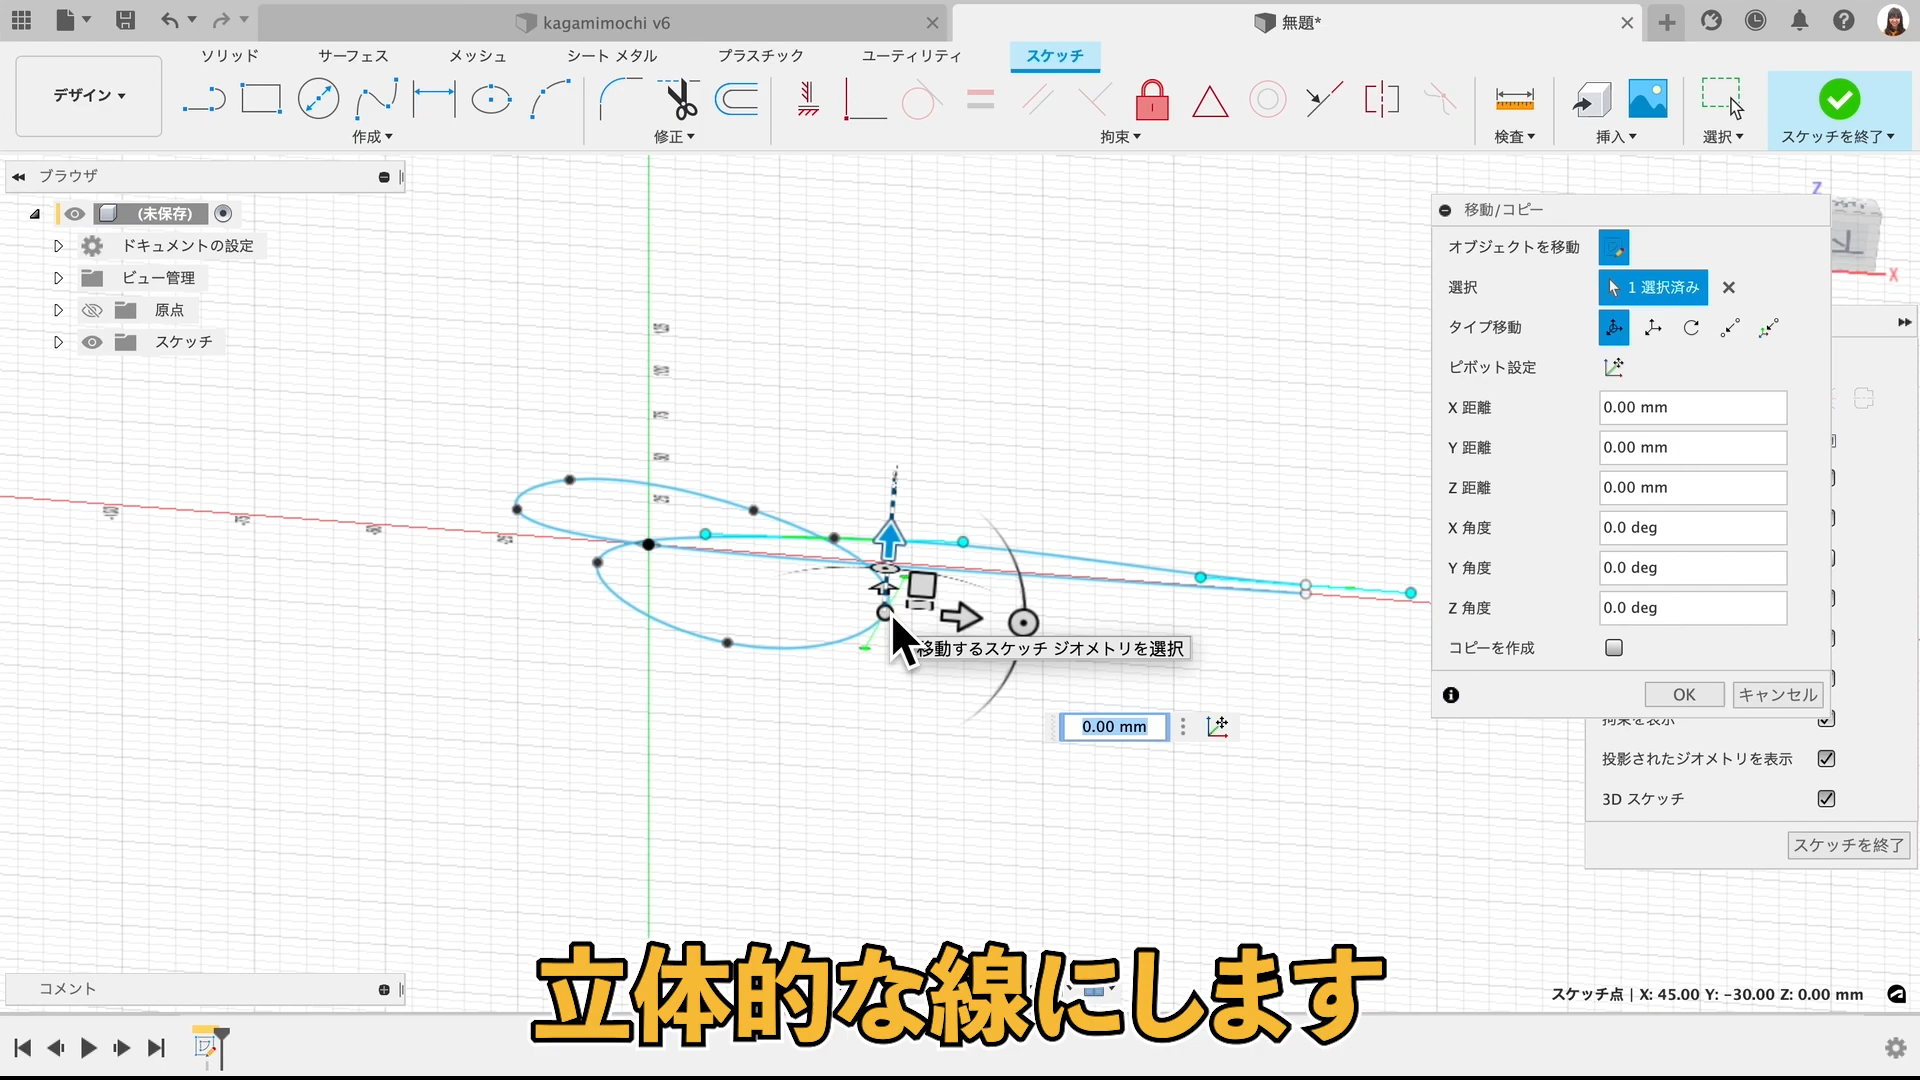 kagamimochi v6
無題*
ソリッド サーフェス メッシュ シート メタル プラスチック ユーティリティ スケッチ
デザイン
作成 修正 拘束 検査 挿入 選択 スケッチを終了
ブラウザ
(未保存)
ドキュメントの設定
ビュー管理
原点
スケッチ
Z
X
移動/コピー
オブジェクトを移動
選択 1 選択済み
タイプ移動
ピボット設定
X 距離 0.00 mm
Y 距離 0.00 mm
Z 距離 0.00 mm
X 角度 0.0 deg
Y 角度 0.0 deg
Z 角度 0.0 deg
コピーを作成
OK キャンセル
拘束を表示
投影されたジオメトリを表示
3D スケッチ
スケッチを終了
移動するスケッチ ジオメトリを選択
0.00 mm
コメント
立体的な線にします
スケッチ点 | X: 45.00 Y: -30.00 Z: 0.00 mm